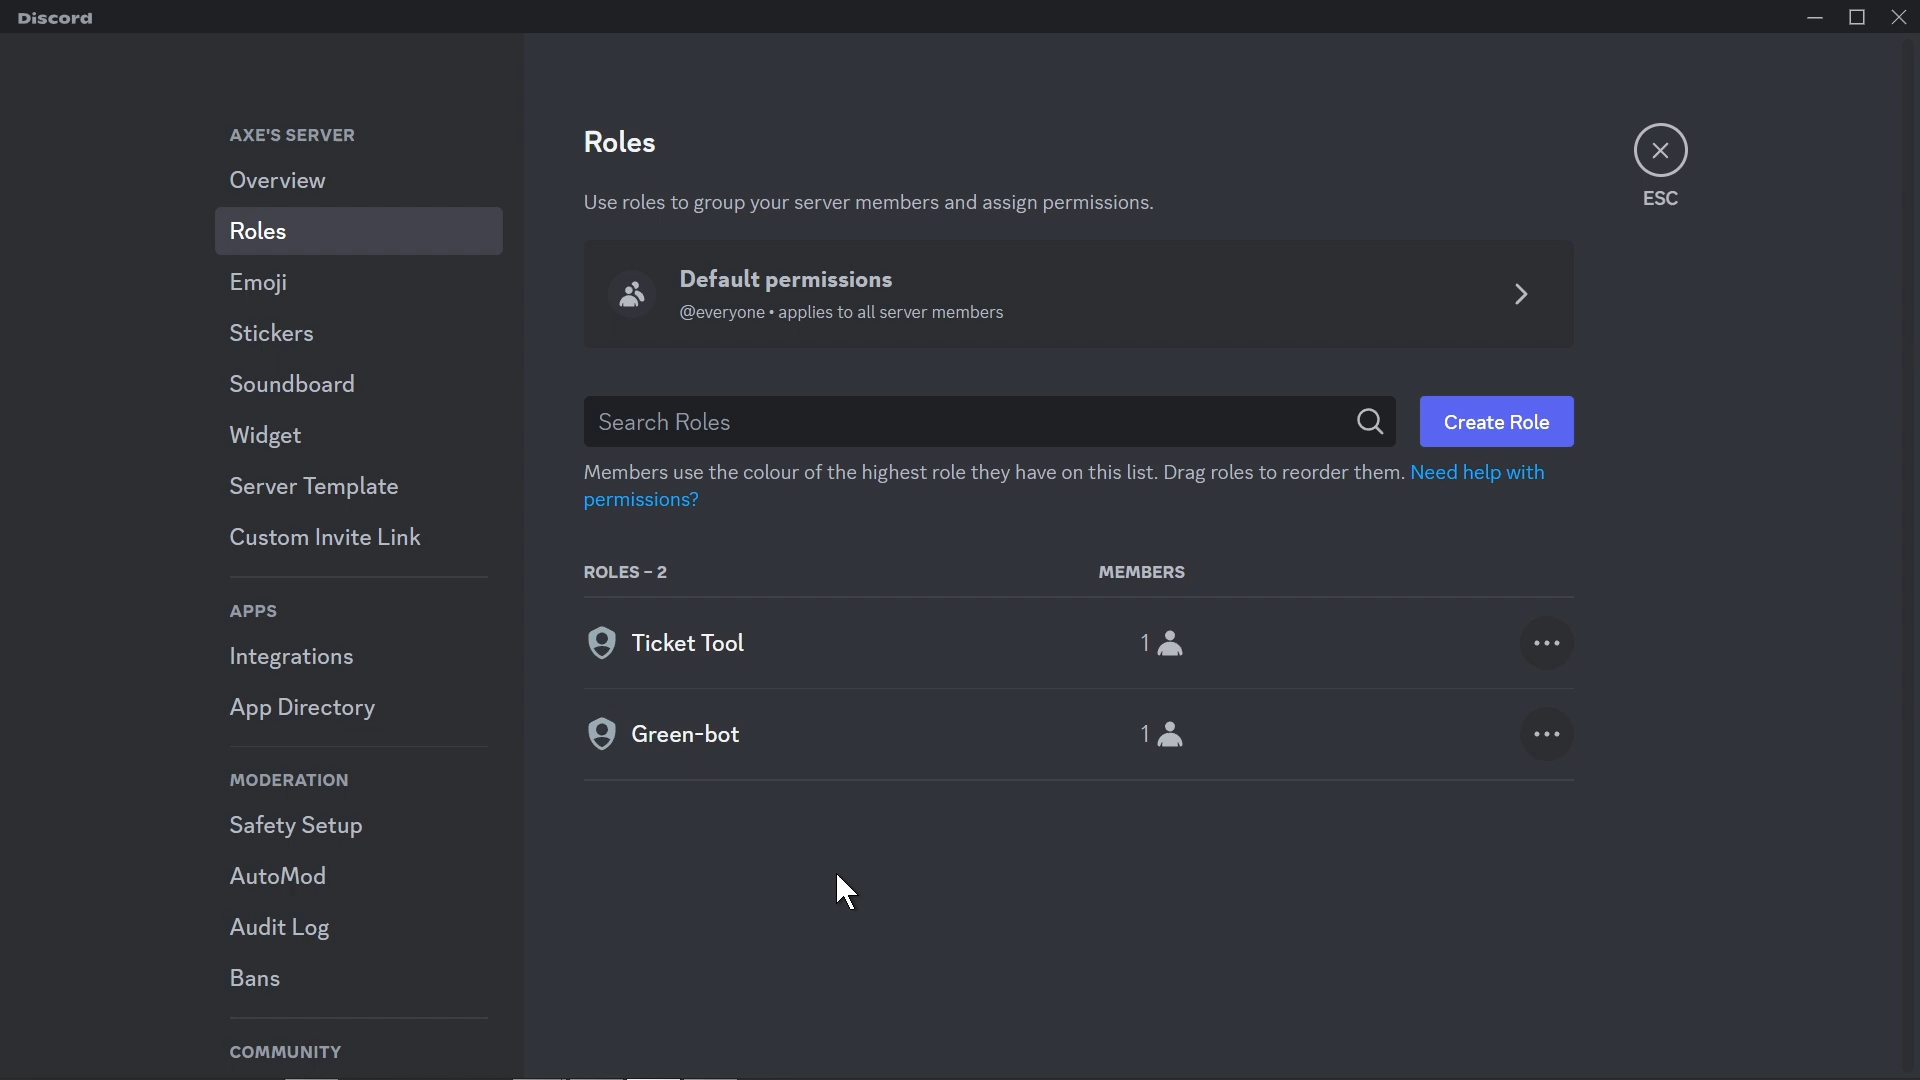 Discord
AXE'S SERVER
Overview
Roles
Emoji
Stickers
Soundboard
Widget
Server Template
Custom Invite Link
APPS
Integrations
App Directory
MODERATION
Safety Setup
AutoMod
Audit Log
Bans
COMMUNITY
Roles
Use roles to group your server members and assign permissions.
Default permissions
@everyone • applies to all server members
Search Roles
Create Role
Members use the colour of the highest role they have on this list. Drag roles to reorder them. Need help with
permissions?
ROLES – 2 MEMBERS
Ticket Tool 1
Green-bot 1
ESC